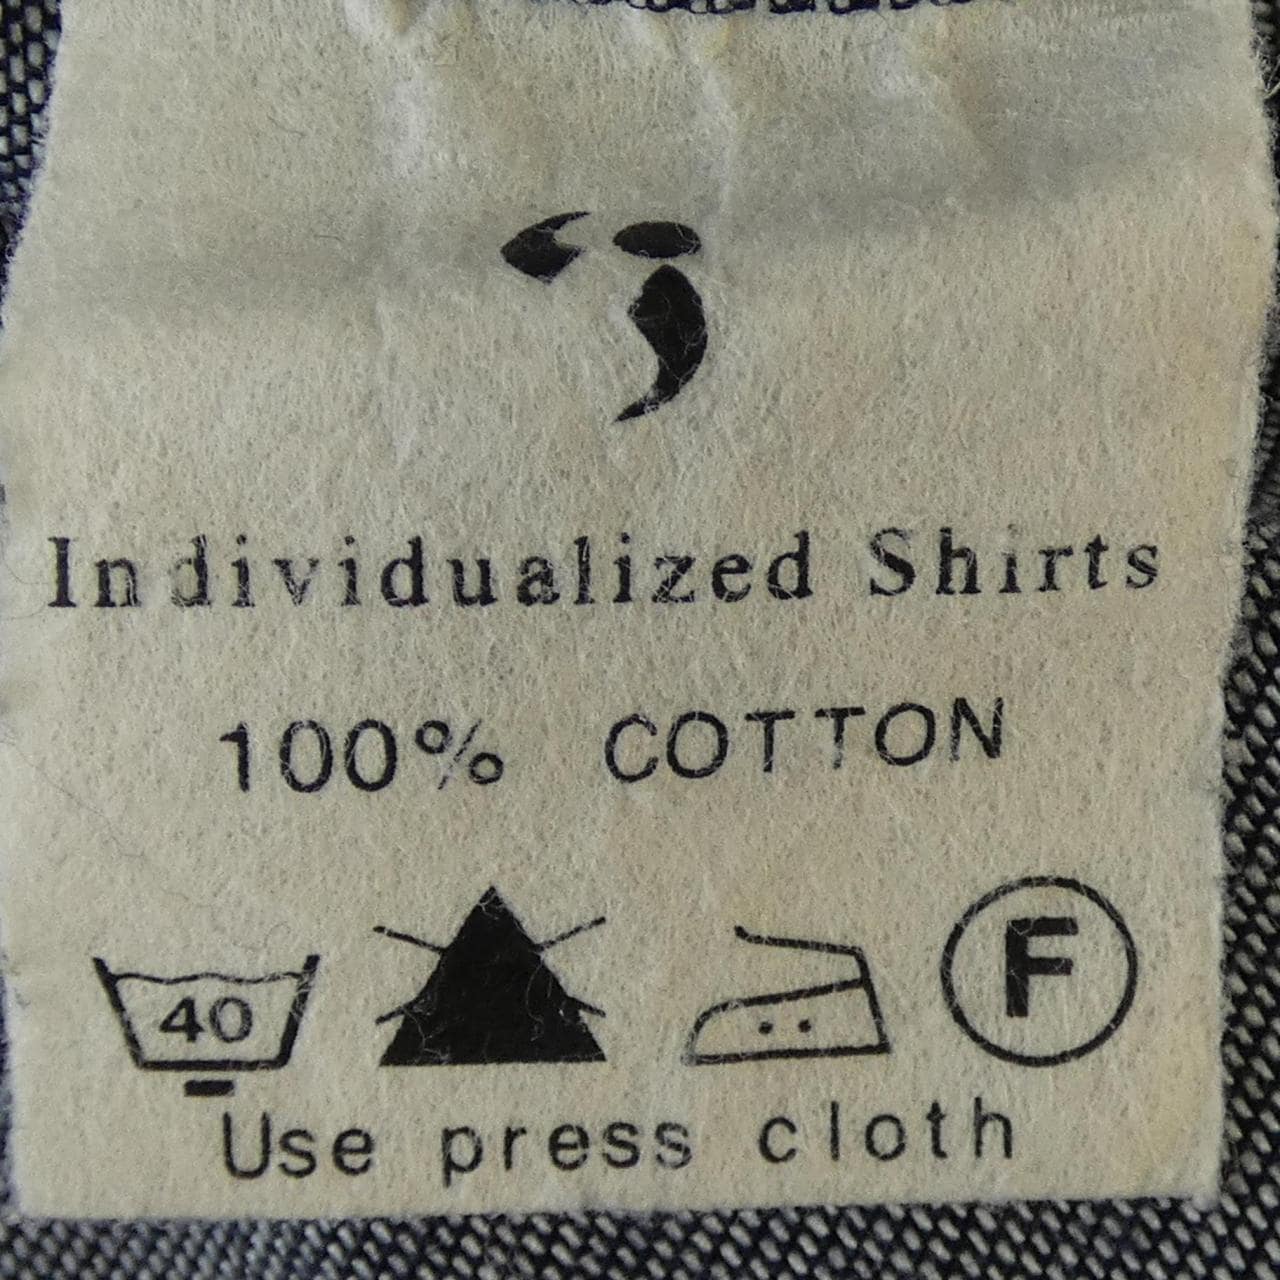 Individualized Shirts
100% COTTON
40
F
Use press cloth